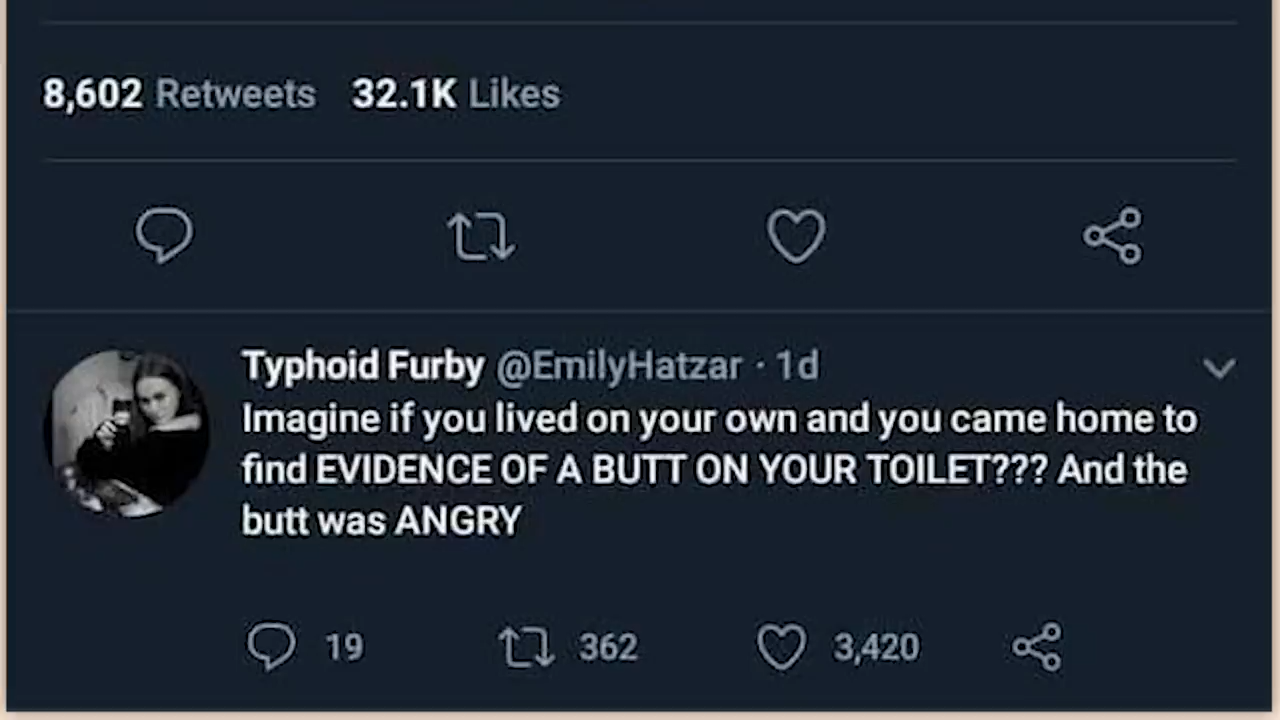 8,602 Retweets 32.1K Likes
Typhoid Furby @EmilyHatzar · 1d
Imagine if you lived on your own and you came home to
find EVIDENCE OF A BUTT ON YOUR TOILET??? And the
butt was ANGRY
19 362 3,420